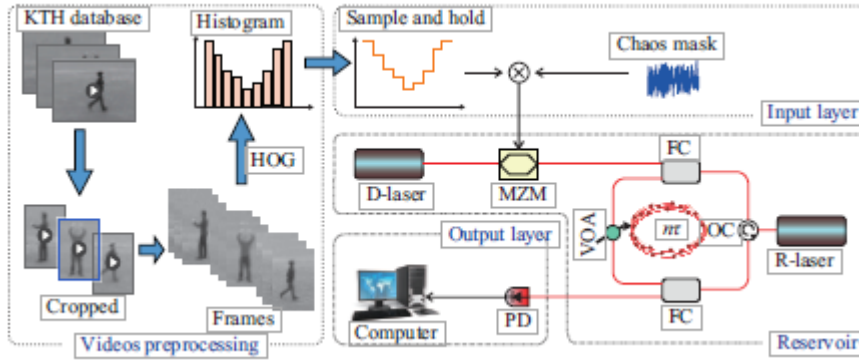 KTH database
Histogram
HOG
Cropped
Frames
Videos preprocessing
Sample and hold
Chaos mask
Input layer
D-laser
MZM
FC
VOA
nτ
OC
R-laser
FC
Reservoir
Output layer
Computer
PD